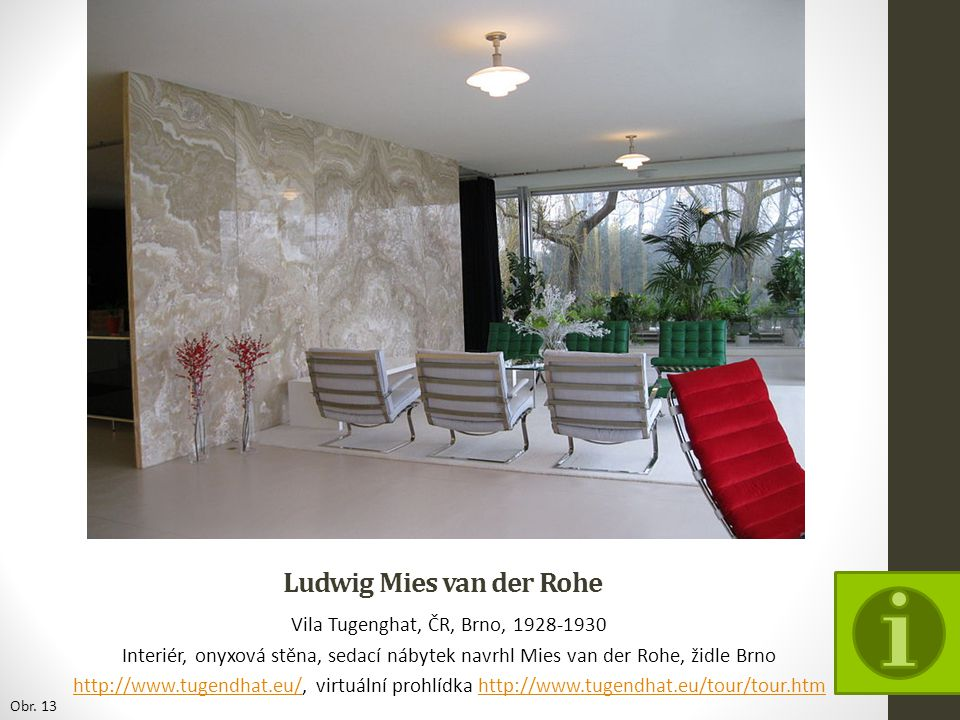 Ludwig Mies van der Rohe
Vila Tugenghat, ČR, Brno, 1928-1930
Interiér, onyxová stěna, sedací nábytek navrhl Mies van der Rohe, židle Brno
http://www.tugendhat.eu/, virtuální prohlídka http://www.tugendhat.eu/tour/tour.htm
Obr. 13